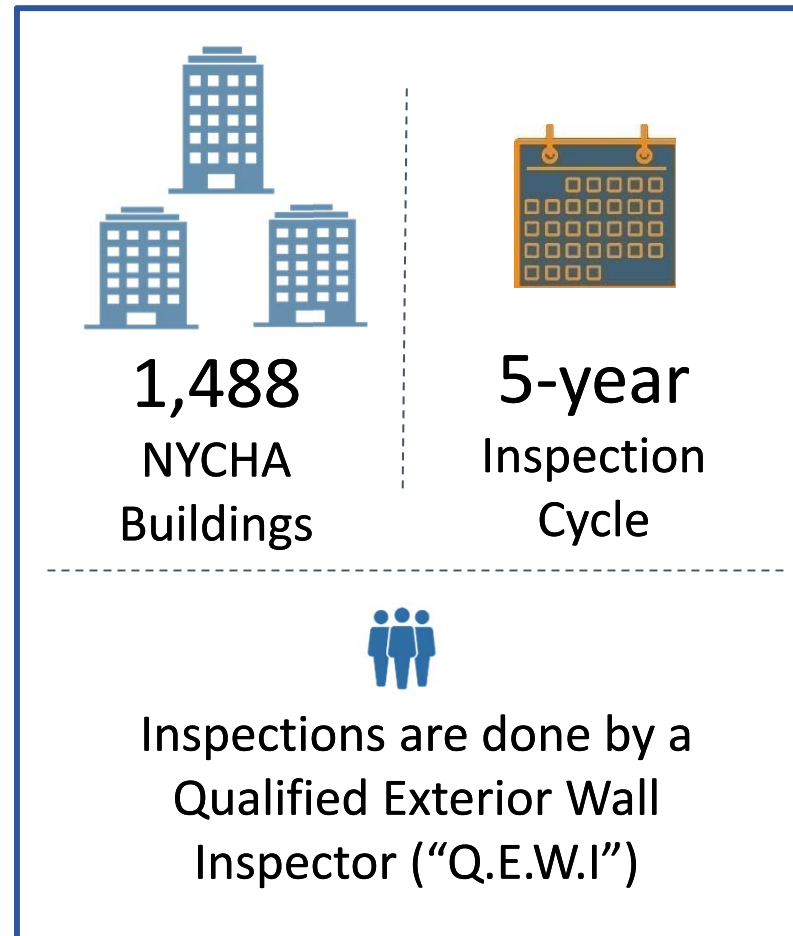 1,488
NYCHA
Buildings
5-year
Inspection
Cycle
Inspections are done by a
Qualified Exterior Wall
Inspector (“Q.E.W.I”)